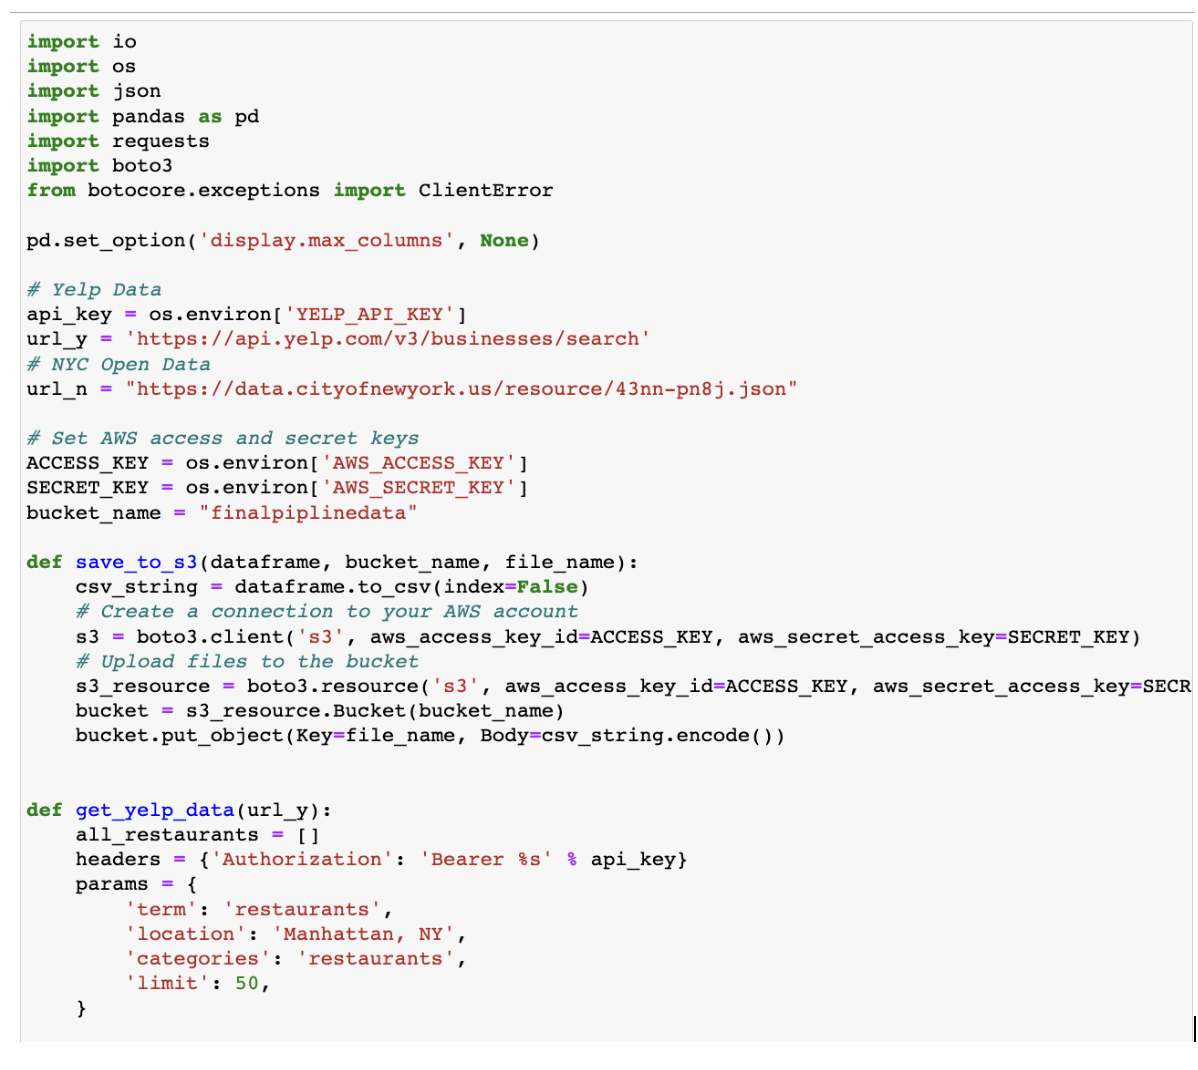 import io
import os
import json
import pandas as pd
import requests
import boto3
from botocore.exceptions import ClientError

pd.set_option('display.max_columns', None)

# Yelp Data
api_key = os.environ['YELP_API_KEY']
url_y = 'https://api.yelp.com/v3/businesses/search'
# NYC Open Data
url_n = "https://data.cityofnewyork.us/resource/43nn-pn8j.json"

# Set AWS access and secret keys
ACCESS_KEY = os.environ['AWS_ACCESS_KEY']
SECRET_KEY = os.environ['AWS_SECRET_KEY']
bucket_name = "finalpiplinedata"

def save_to_s3(dataframe, bucket_name, file_name):
    csv_string = dataframe.to_csv(index=False)
    # Create a connection to your AWS account
    s3 = boto3.client('s3', aws_access_key_id=ACCESS_KEY, aws_secret_access_key=SECRET_KEY)
    # Upload files to the bucket
    s3_resource = boto3.resource('s3', aws_access_key_id=ACCESS_KEY, aws_secret_access_key=SECR
    bucket = s3_resource.Bucket(bucket_name)
    bucket.put_object(Key=file_name, Body=csv_string.encode())


def get_yelp_data(url_y):
    all_restaurants = []
    headers = {'Authorization': 'Bearer %s' % api_key}
    params = {
        'term': 'restaurants',
        'location': 'Manhattan, NY',
        'categories': 'restaurants',
        'limit': 50,
    }